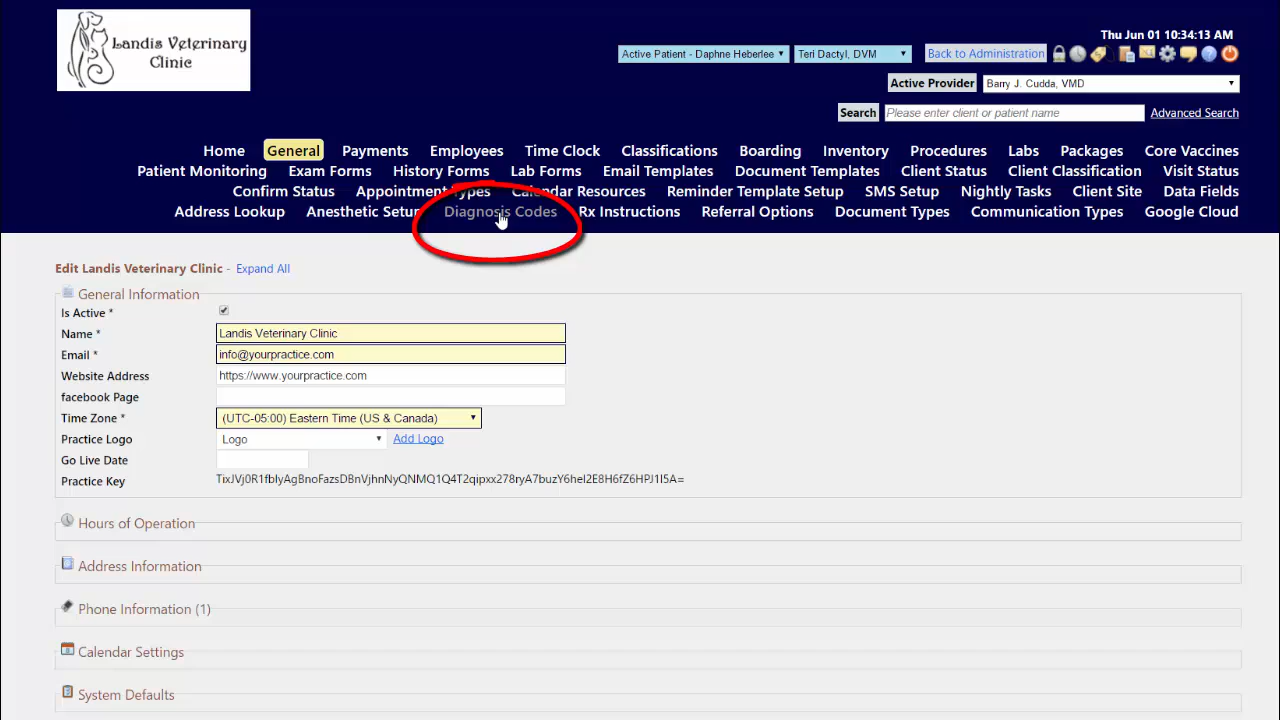 Landis Veterinary
Clinic
Thu Jun 01 10:34:13 AM
Active Patient - Daphne Heberlee Teri Dactyl, DVM Back to Administration
Active Provider Barry J. Cudda, VMD
Search Please enter client or patient name Advanced Search
Home General Payments Employees Time Clock Classifications Boarding Inventory Procedures Labs Packages Core Vaccines
Patient Monitoring Exam Forms History Forms Lab Forms Email Templates Document Templates Client Status Client Classification Visit Status
Confirm Status Appointment Types Calendar Resources Reminder Template Setup SMS Setup Nightly Tasks Client Site Data Fields
Address Lookup Anesthetic Setup Diagnosis Codes Rx Instructions Referral Options Document Types Communication Types Google Cloud
Edit Landis Veterinary Clinic - Expand All
General Information
Is Active *
Name * Landis Veterinary Clinic
Email * info@yourpractice.com
Website Address https://www.yourpractice.com
facebook Page
Time Zone * (UTC-05:00) Eastern Time (US & Canada)
Practice Logo Logo Add Logo
Go Live Date
Practice Key
Hours of Operation
Address Information
Phone Information (1)
Calendar Settings
System Defaults